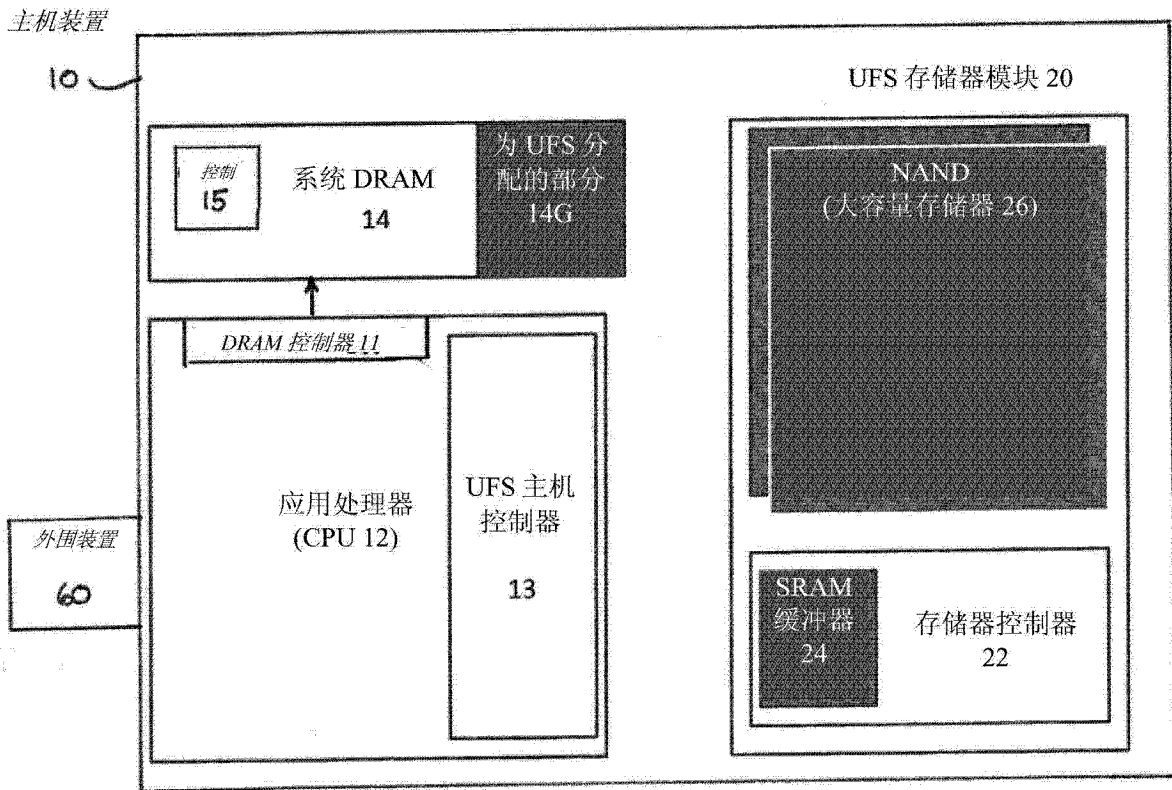 主机装置
10
UFS 存储器模块 20
控制
15
系统 DRAM
14
为 UFS 分
配的部分
14G
NAND
(大容量存储器 26)
DRAM 控制器 11
应用处理器
(CPU 12)
UFS 主机
控制器
13
外围装置
60
SRAM
缓冲器
24
存储器控制器
22